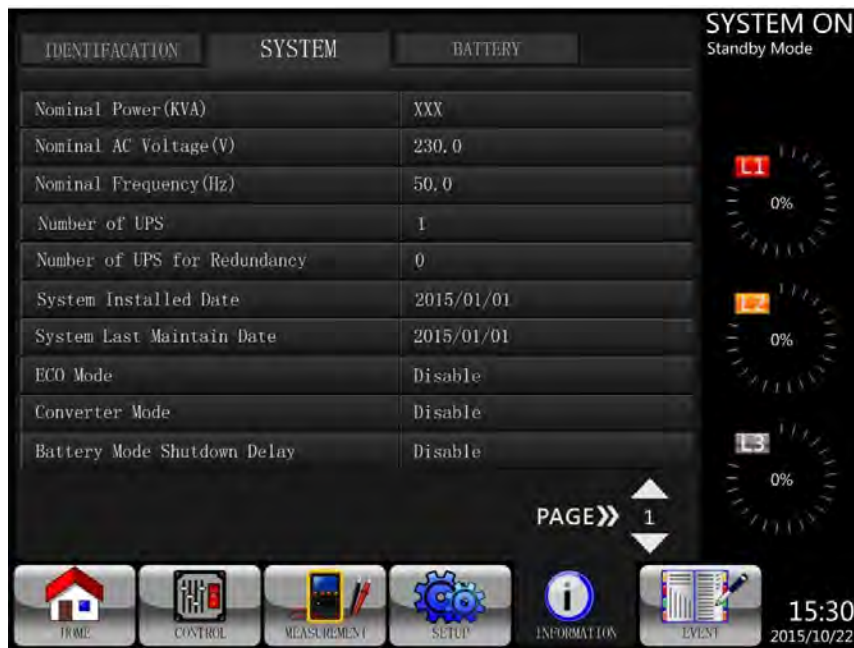 IDENTIFACATION SYSTEM BATTERY
SYSTEM ON
Standby Mode
Nominal Power(KVA) XXX
Nominal AC Voltage(V) 230.0
Nominal Frequency(Hz) 50.0
Number of UPS 1
Number of UPS for Redundancy 0
System Installed Date 2015/01/01
System Last Maintain Date 2015/01/01
ECO Mode Disable
Converter Mode Disable
Battery Mode Shutdown Delay Disable
L1
0%
L2
0%
L3
0%
PAGE» 1
HOME CONTROL MEASUREMENT SETUP INFORMATION EVENT
15:30
2015/10/22